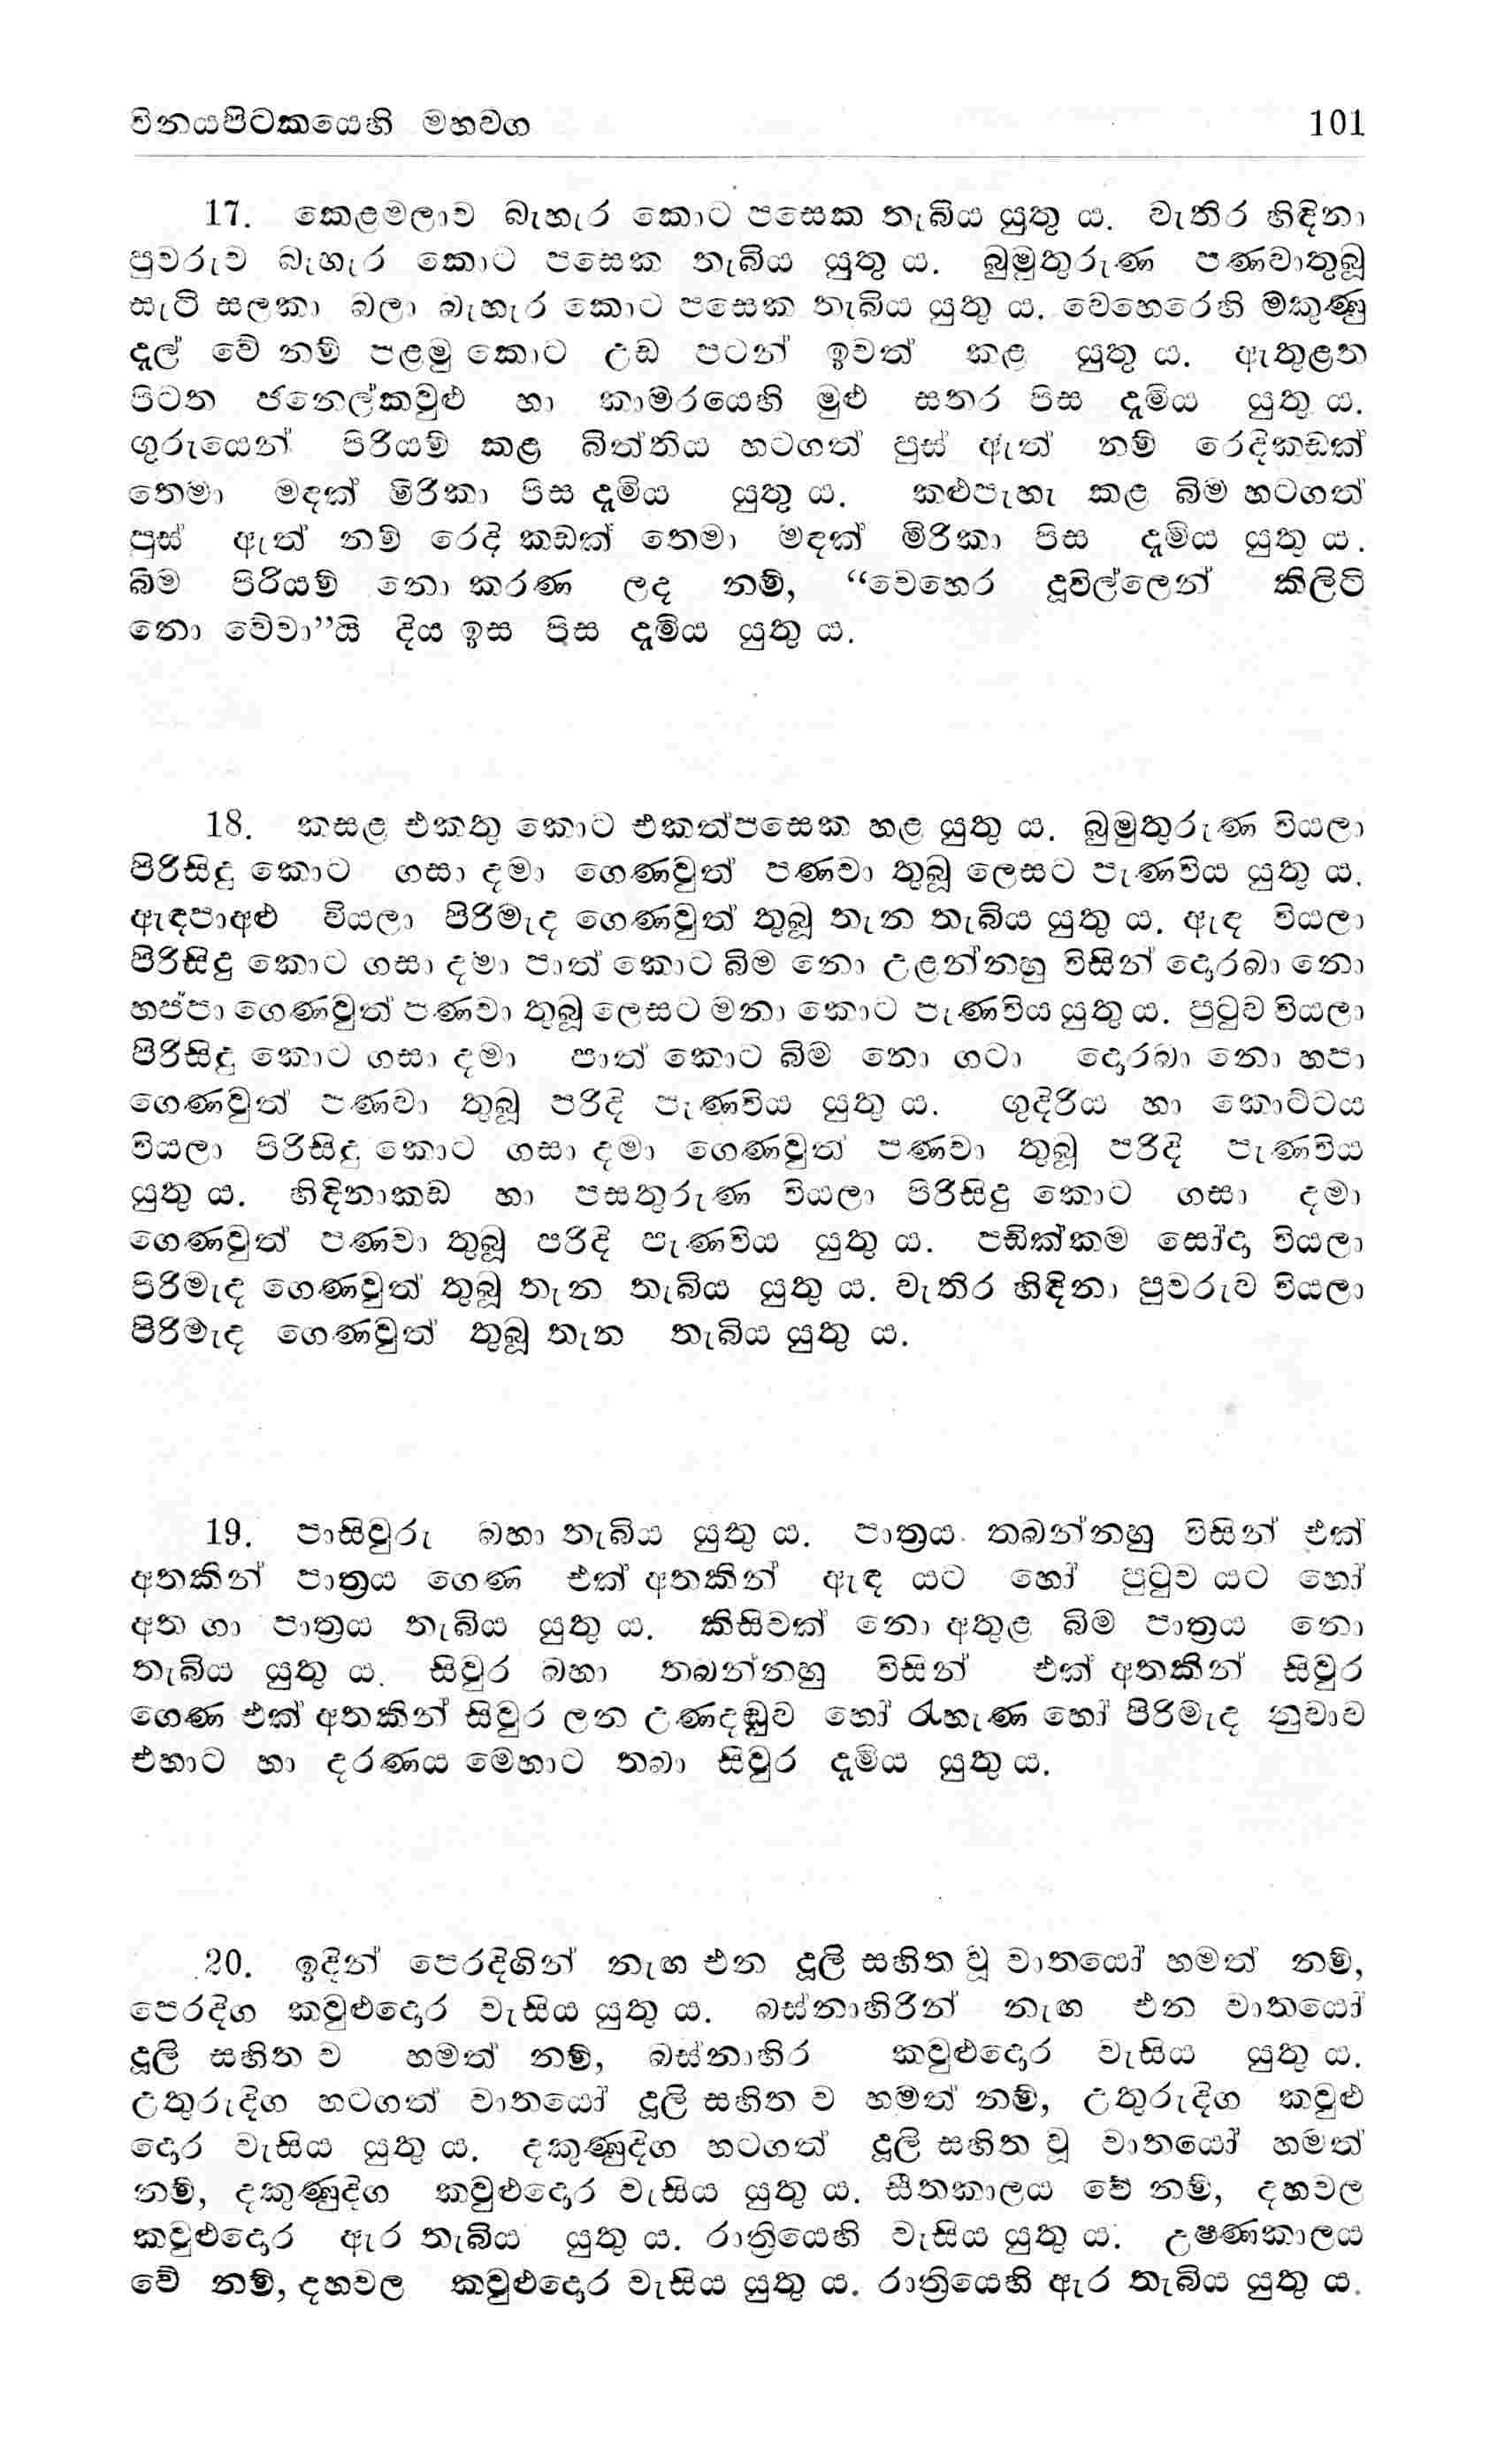 විනයපිටකයෙහි මහවග 101
17. කෙළමලාව බැහැර කොට පසෙක තැබිය යුතු ය. වැතිර හිඳිනා
පුවරුව බැහැර කොට පසෙක තැබිය යුතු ය. බුමුතුරුණ පණවාතුබූ
සැටි සලකා බලා බැහැර කොට පසෙක තැබිය යුතු ය. වෙහෙරෙහි මකුණු
දැල් වේ නම් පළමු කොට උඩ පටන් ඉවත් කළ යුතු ය. ඇතුළත
පිටත ජනෙල්කවුළු හා කාමරයෙහි මුළු සතර පිස දැමිය යුතු ය.
ගුරුයෙන් පිරියම් කළ බිත්තිය හටගත් පුස් ඇත් නම් රෙදිකඩක්
තෙමා මදක් මිරිකා පිස දැමිය යුතු ය. කළුපැහැ කළ බිම හටගත්
පුස් ඇත් නම් රෙදි කඩක් තෙමා මදක් මිරිකා පිස දැමිය යුතු ය.
බිම පිරියම් නො කරණ ලද නම්, “වෙහෙර දූවිල්ලෙන් කිලිටි
නො වේවා”යි දිය ඉස පිස දැමිය යුතු ය.
18. කසළ එකතු කොට එකත්පසෙක හළ යුතු ය. බුමුතුරුණ වියලා
පිරිසිදු කොට ගසා දමා ගෙණවුත් පණවා තුබූ ලෙසට පැණවිය යුතු ය.
ඇඳපාඅළු වියලා පිරිමැද ගෙණවුත් තුබූ තැන තැබිය යුතු ය. ඇඳ වියලා
පිරිසිදු කොට ගසා දමා පාත් කොට බිම නො උළන්නහු විසින් දොරබා නො
හප්පා ගෙණවුත් පණවා තුබූ ලෙසට මනා කොට පැණවිය යුතු ය. පුටුව වියලා
පිරිසිදු කොට ගසා දමා පාත් කොට බිම නො ගටා දොරබා නො හපා
ගෙණවුත් පණවා තුබූ පරිදි පැණවිය යුතු ය. ගුදිරිය හා කොට්ටය
වියලා පිරිසිදු කොට ගසා දමා ගෙණවුත් පණවා තුබූ පරිදි පැණවිය
යුතු ය. හිඳිනාකඩ හා පසතුරුණ වියලා පිරිසිදු කොට ගසා දමා
ගෙණවුත් පණවා තුබූ පරිදි පැණවිය යුතු ය. පඩික්කම සෝදා වියලා
පිරිමැද ගෙණවුත් තුබූ තැන තැබිය යුතු ය. වැතිර හිඳිනා පුවරුව වියලා
පිරිමැද ගෙණවුත් තුබූ තැන තැබිය යුතු ය.
19. පාසිවුරු බහා තැබිය යුතු ය. පාත්‍රය තබන්නහු විසින් එක්
අතකින් පාත්‍රය ගෙණ එක් අතකින් ඇඳ යට හෝ පුටුව යට හෝ
අත ගා පාත්‍රය තැබිය යුතු ය. කිසිවක් නො අතුළ බිම පාත්‍රය නො
තැබිය යුතු ය. සිවුර බහා තබන්නහු විසින් එක් අතකින් සිවුර
ගෙණ එක් අතකින් සිවුර ලන උණදඬුව හෝ රැහැණ හෝ පිරිමැද නුවාව
එහාට හා දරණය මෙහාට තබා සිවුර දැමිය යුතු ය.
20. ඉදින් පෙරදිගින් නැඟ එන දූලි සහිත වූ වාතයෝ හමත් නම්,
පෙරදිග කවුළුදොර වැසිය යුතු ය. බස්නාහිරින් නැඟ එන වාතයෝ
දූලි සහිත ව හමත් නම්, බස්නාහිර කවුළුදොර වැසිය යුතු ය.
උතුරුදිග හටගත් වාතයෝ දූලි සහිත ව හමත් නම්, උතුරුදිග කවුළු
දොර වැසිය යුතු ය. දකුණුදිග හටගත් දූලි සහිත වූ වාතයෝ හමත්
නම්, දකුණුදිග කවුළුදොර වැසිය යුතු ය. සීතකාලය වේ නම්, දහවල
කවුළුදොර ඇර තැබිය යුතු ය. රාත්‍රියෙහි වැසිය යුතු ය. උෂණකාලය
වේ නම්, දහවල කවුළුදොර වැසිය යුතු ය. රාත්‍රියෙහි ඇර තැබිය යුතු ය.